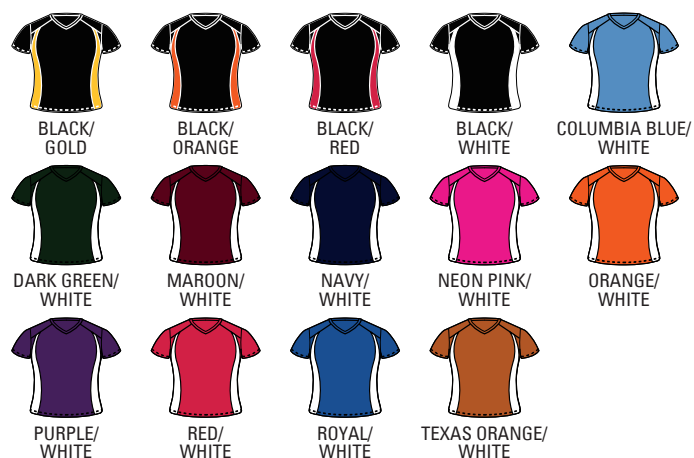 BLACK/
GOLD
BLACK/
ORANGE
BLACK/
RED
BLACK/
WHITE
COLUMBIA BLUE/
WHITE
DARK GREEN/
WHITE
MAROON/
WHITE
NAVY/
WHITE
NEON PINK/
WHITE
ORANGE/
WHITE
PURPLE/
WHITE
RED/
WHITE
ROYAL/
WHITE
TEXAS ORANGE/
WHITE